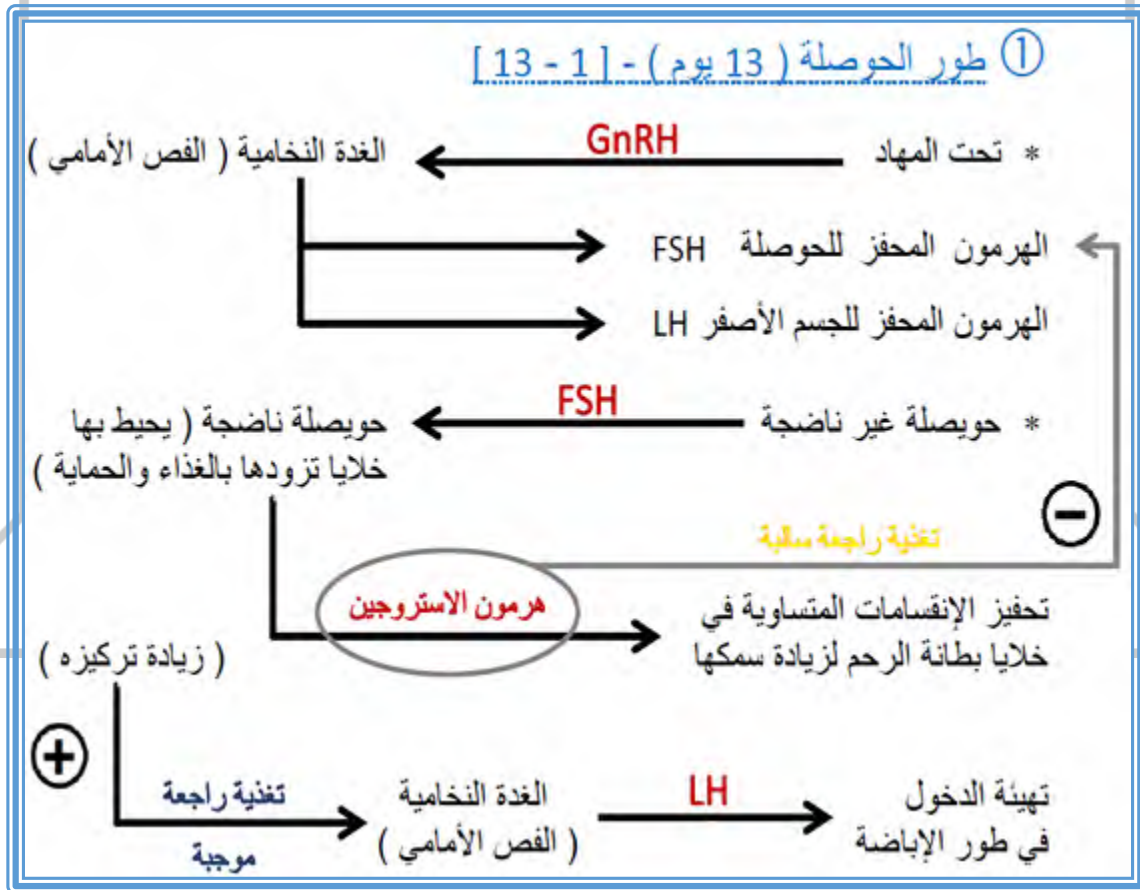 ① طور الحوصلة ( 13 يوم ) - [ 1 - 13 ]
* تحت المهاد
GnRH
الغدة النخامية ( الفص الأمامي )
الهرمون المحفز للحوصلة FSH
الهرمون المحفز للجسم الأصفر LH
* حويصلة غير ناضجة
FSH
حويصلة ناضجة ( يحيط بها
خلايا تزودها بالغذاء والحماية )
−
تغذية راجعة سالبة
هرمون الاستروجين
تحفيز الإنقسامات المتساوية في
خلايا بطانة الرحم لزيادة سمكها
( زيادة تركيزه )
+
تغذية راجعة
موجبة
الغدة النخامية
( الفص الأمامي )
LH
تهيئة الدخول
في طور الإباضة